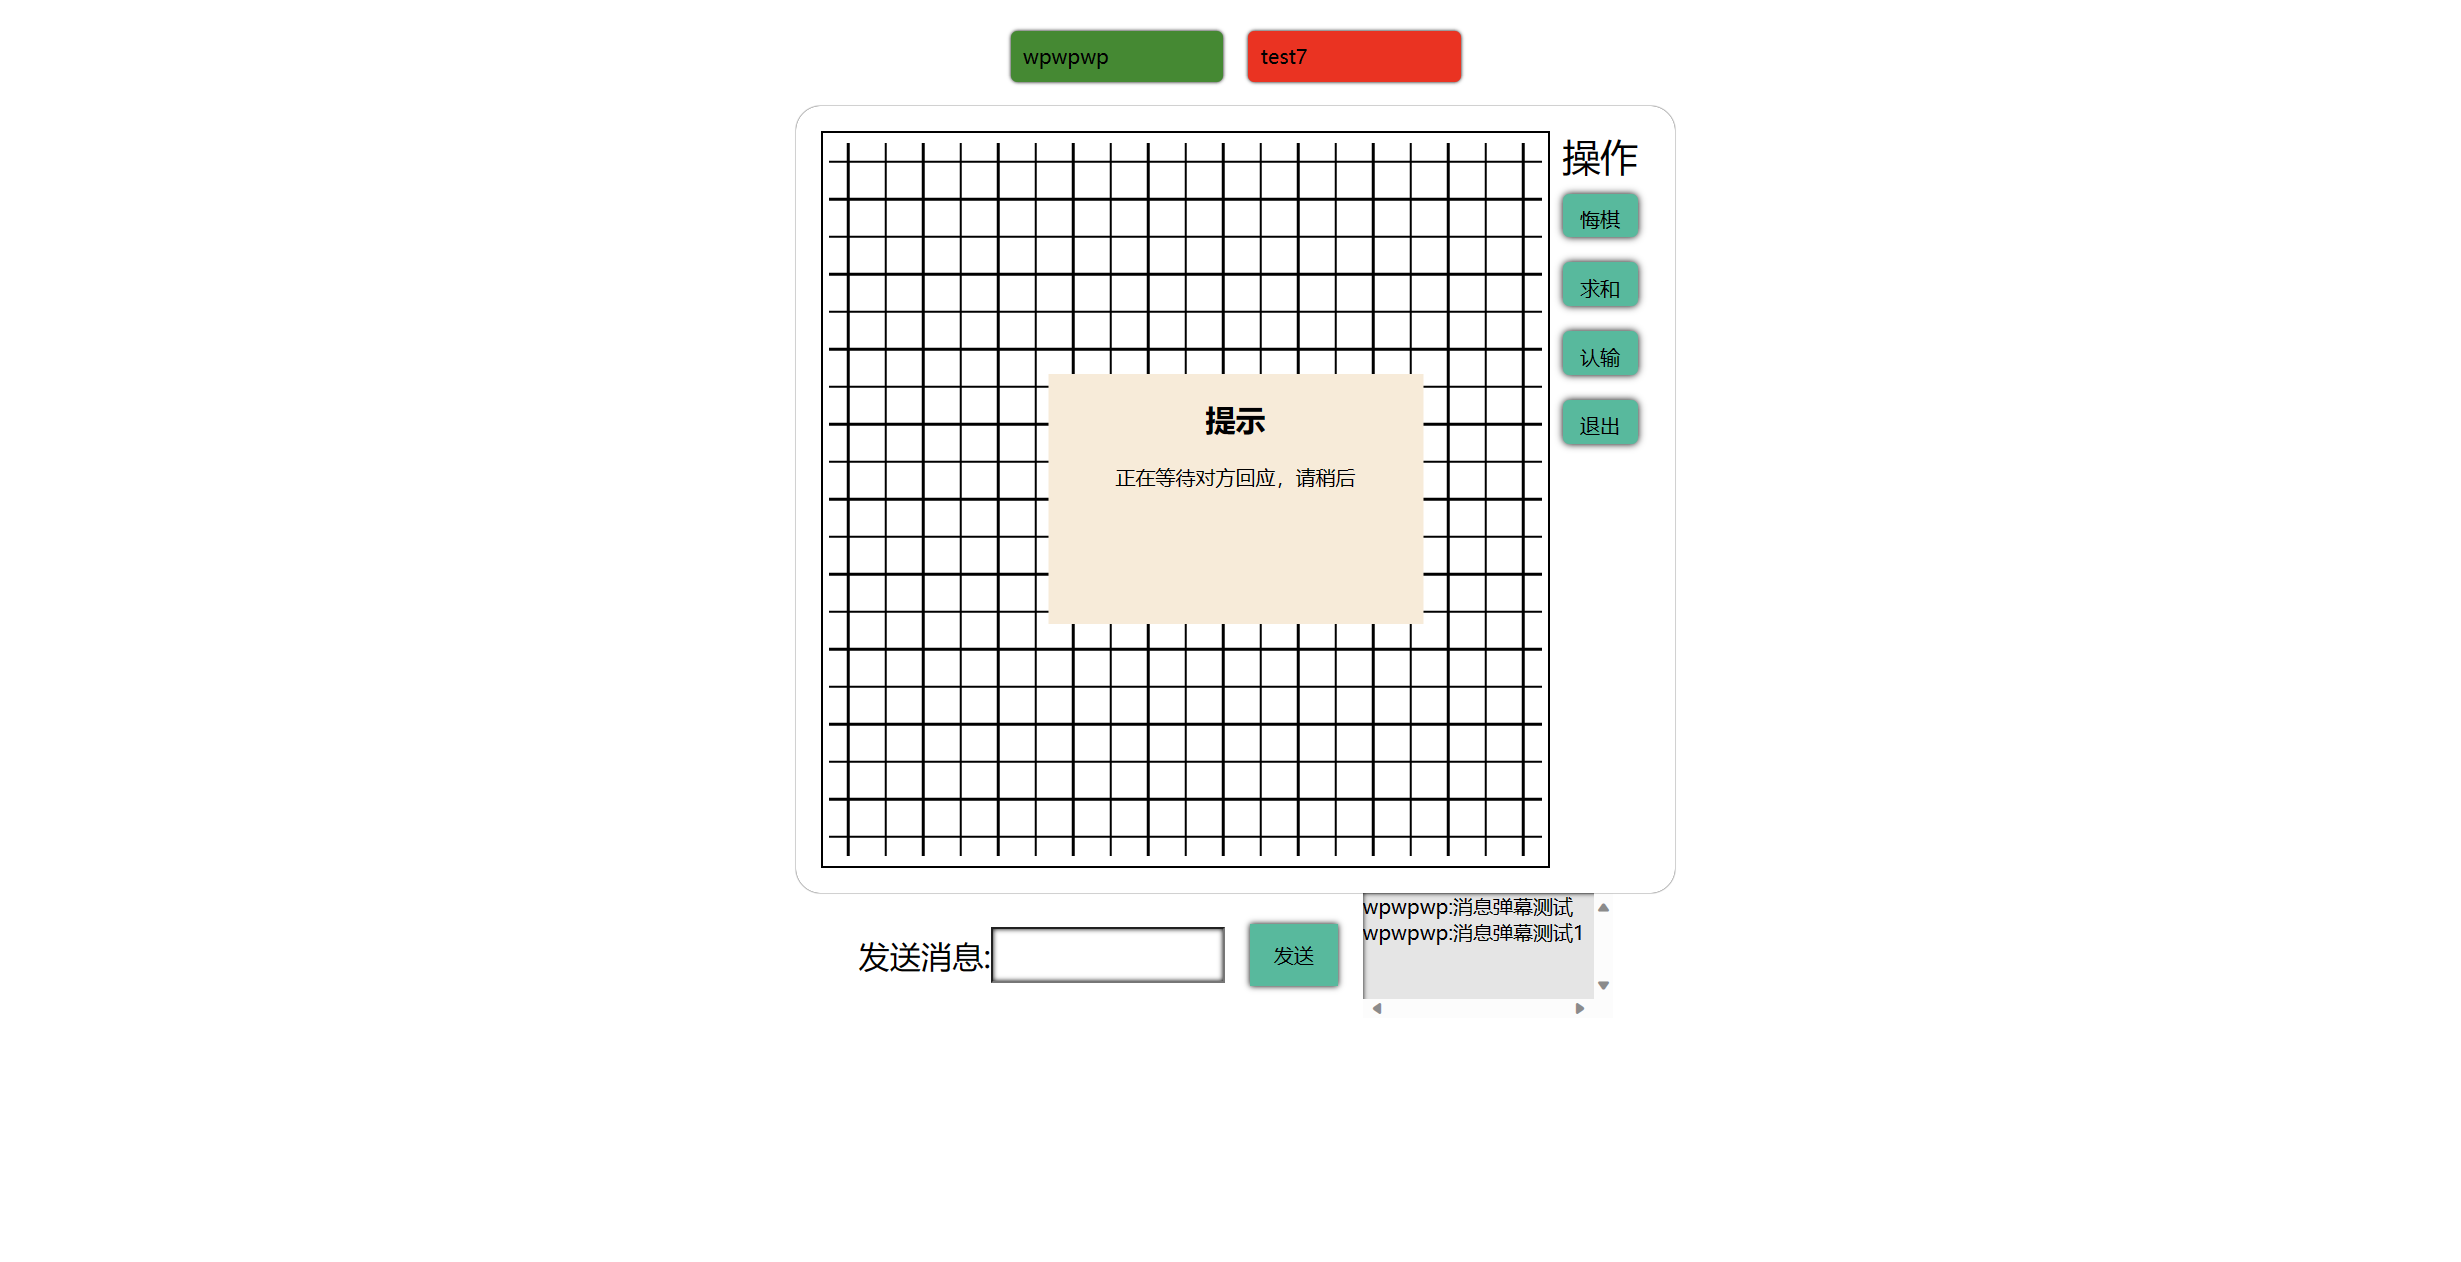 wpwpwp
test7
操作
悔棋
求和
认输
退出
提示
正在等待对方回应，请稍后
发送消息:
发送
wpwpwp:消息弹幕测试
wpwpwp:消息弹幕测试1